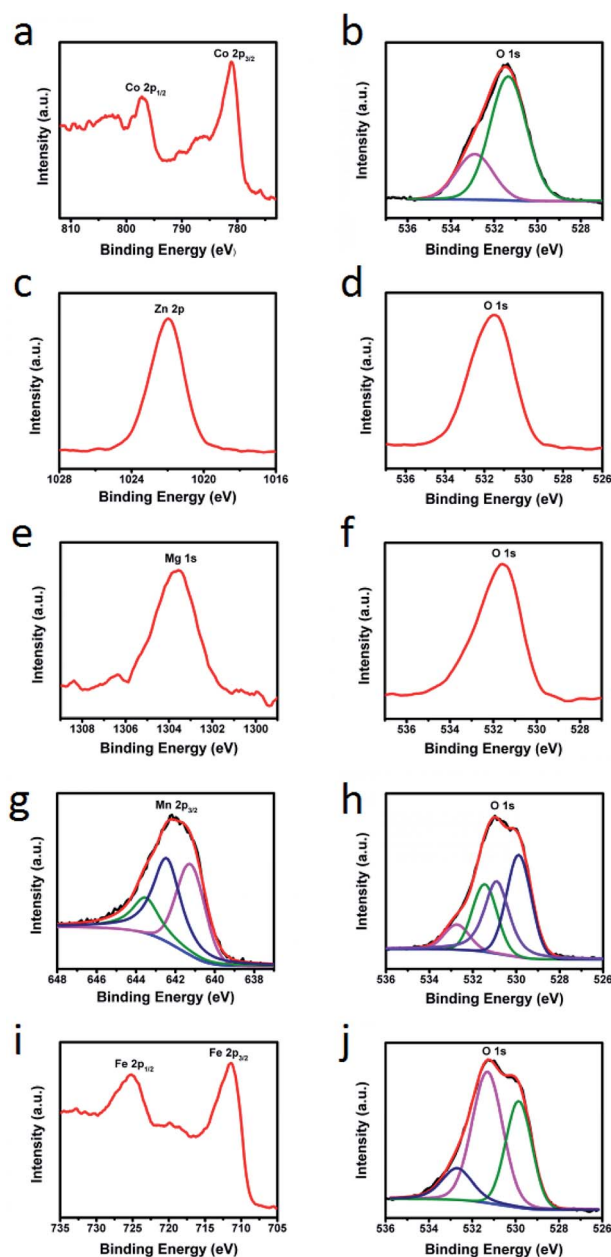 a
Co 2p3/2
Co 2p1/2
Intensity (a.u.)
810 800 790 780
Binding Energy (eV)
b
O 1s
Intensity (a.u.)
536 534 532 530 528
Binding Energy (eV)
c
Zn 2p
Intensity (a.u.)
1028 1024 1020 1016
Binding Energy (eV)
d
O 1s
Intensity (a.u.)
536 534 532 530 528 526
Binding Energy (eV)
e
Mg 1s
Intensity (a.u.)
1308 1306 1304 1302 1300
Binding Energy (eV)
f
O 1s
Intensity (a.u.)
536 534 532 530 528 526
Binding Energy (eV)
g
Mn 2p3/2
Intensity (a.u.)
648 646 644 642 640 638
Binding Energy (eV)
h
O 1s
Intensity (a.u.)
536 534 532 530 528 526
Binding Energy (eV)
i
Fe 2p3/2
Fe 2p1/2
Intensity (a.u.)
735 725 715 705
Binding Energy (eV)
j
O 1s
Intensity (a.u.)
536 534 532 530 528 526
Binding Energy (eV)